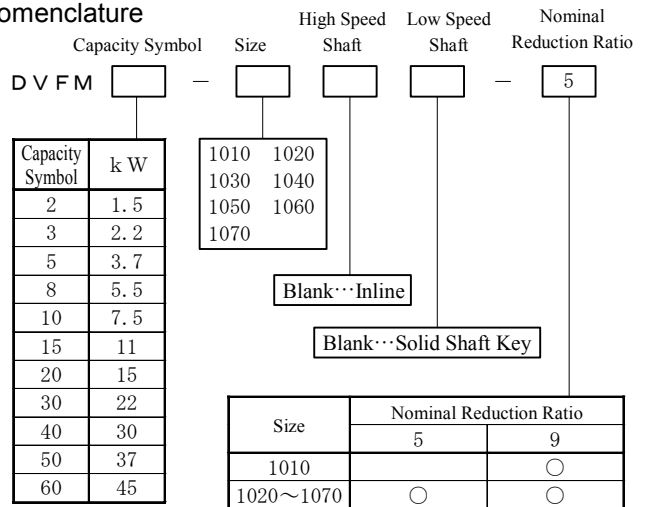 omenclature
Capacity Symbol Size High Speed Shaft Low Speed Shaft Nominal Reduction Ratio
DVFM － － 5
Capacity Symbol kW
2 1.5
3 2.2
5 3.7
8 5.5
10 7.5
15 11
20 15
30 22
40 30
50 37
60 45
1010 1020
1030 1040
1050 1060
1070
Blank⋯Inline
Blank⋯Solid Shaft Key
Size Nominal Reduction Ratio
5 9
1010 ○
1020～1070 ○ ○